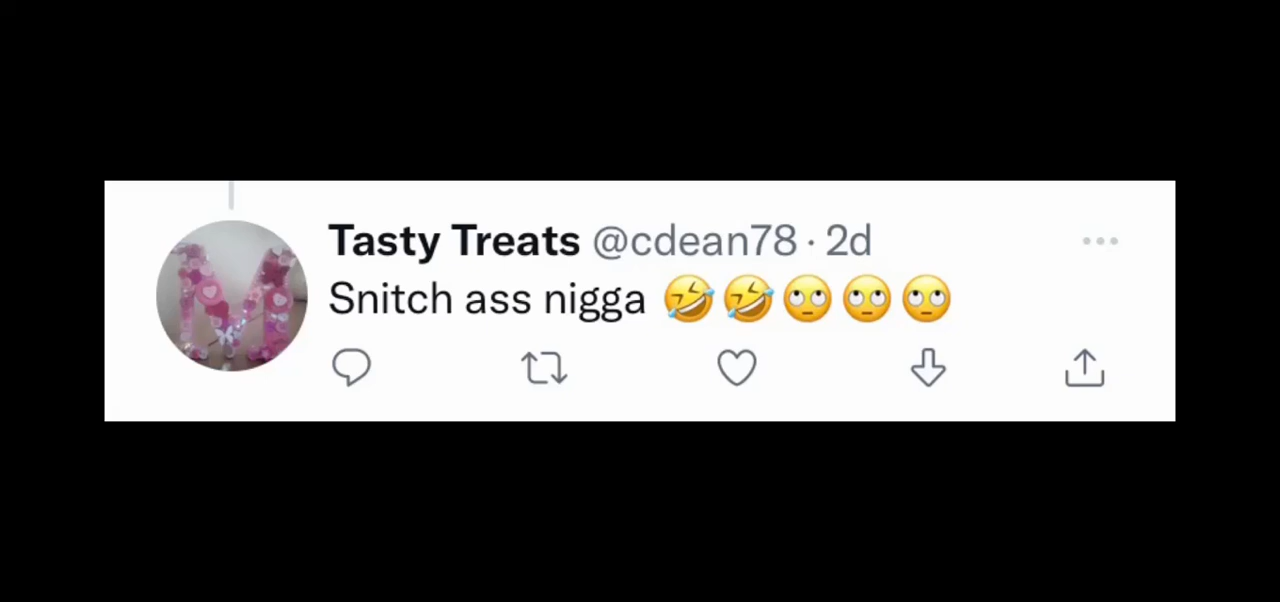 Tasty Treats @cdean78 · 2d
Snitch ass nigga 🤣🤣🙄🙄🙄